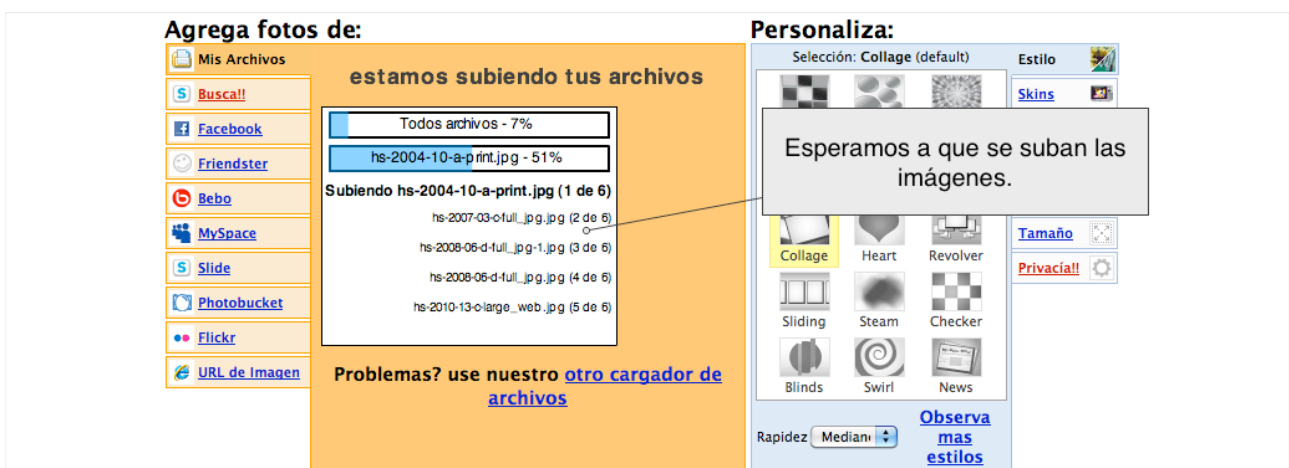 Agrega fotos de:
Mis Archivos
Busca!!
Facebook
Friendster
Bebo
MySpace
Slide
Photobucket
Flickr
URL de Imagen
estamos subiendo tus archivos
Todos archivos - 7%
hs-2004-10-a-print.jpg - 51%
Subiendo hs-2004-10-a-print.jpg (1 de 6)
hs-2007-03-c-full_jpg.jpg (2 de 6)
hs-2008-06-d-full_jpg-1.jpg (3 de 6)
hs-2008-06-d-full_jpg.jpg (4 de 6)
hs-2010-13-c-large_web.jpg (5 de 6)
Problemas? use nuestro otro cargador de
archivos
Personaliza:
Selección: Collage (default)
Esperamos a que se suban las
imágenes.
Collage Heart Revolver
Sliding Steam Checker
Blinds Swirl News
Rapidez
Observa
mas
estilos
Estilo
Skins
Tamaño
Privacía!!